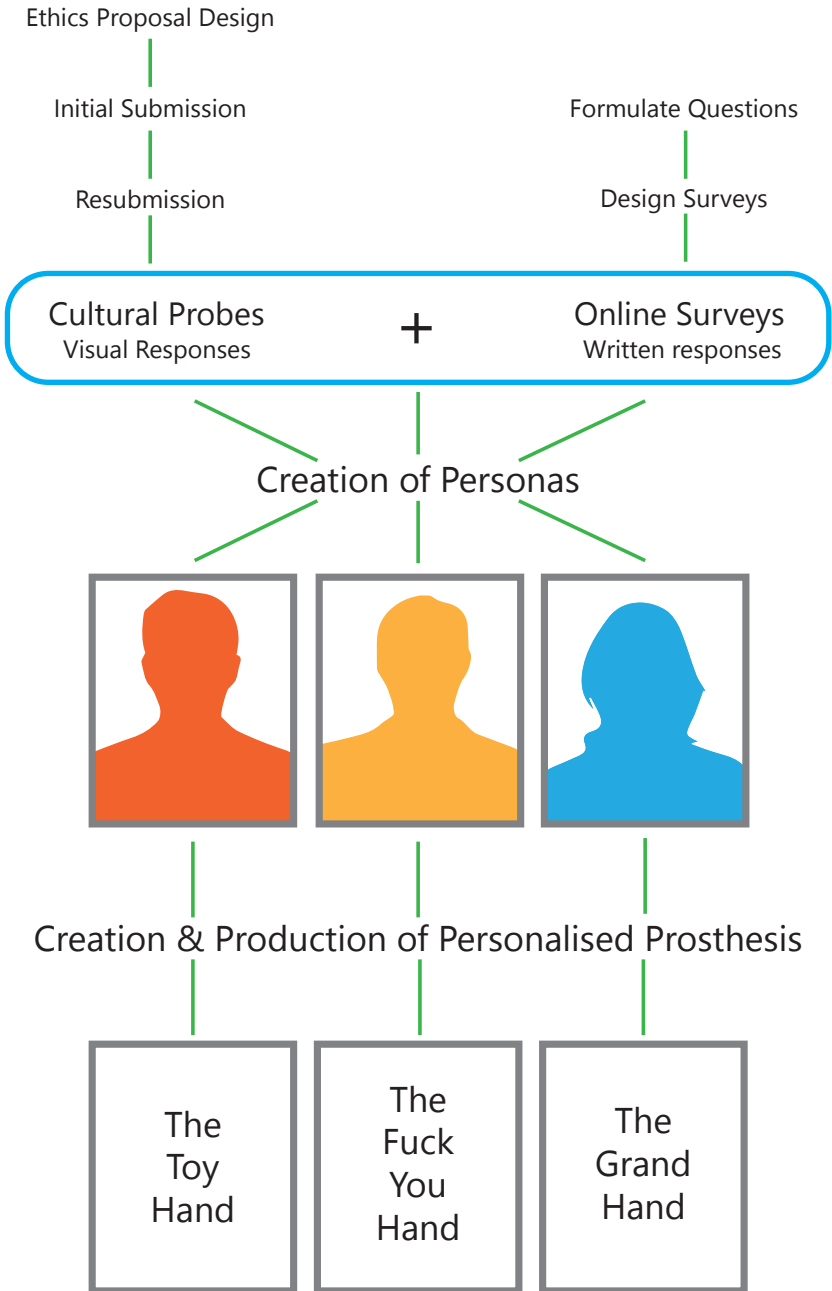 Ethics Proposal Design
Initial Submission
Formulate Questions
Resubmission
Design Surveys
Cultural Probes
Visual Responses
+
Online Surveys
Written responses
Creation of Personas
Creation & Production of Personalised Prosthesis
The
Toy
Hand
The
Fuck
You
Hand
The
Grand
Hand